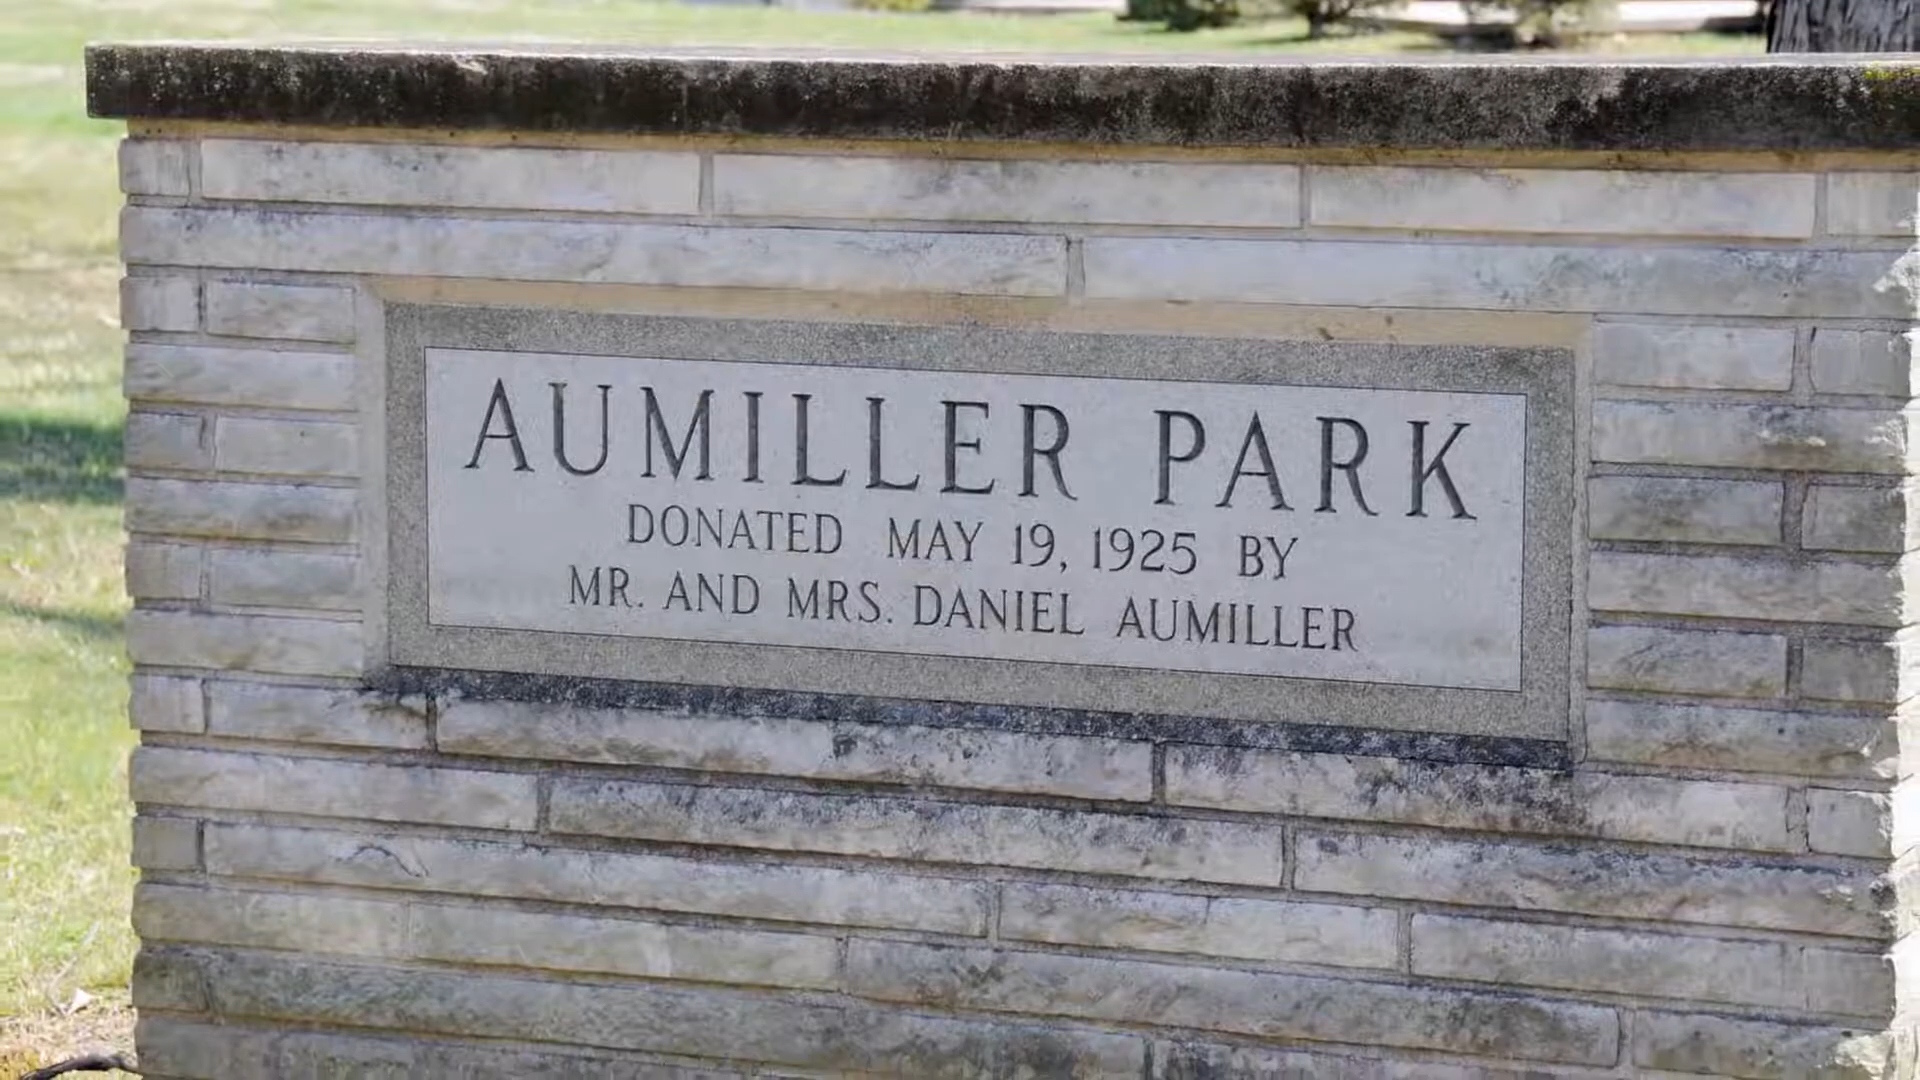 AUMILLER PARK
DONATED MAY 19, 1925 BY
MR. AND MRS. DANIEL AUMILLER